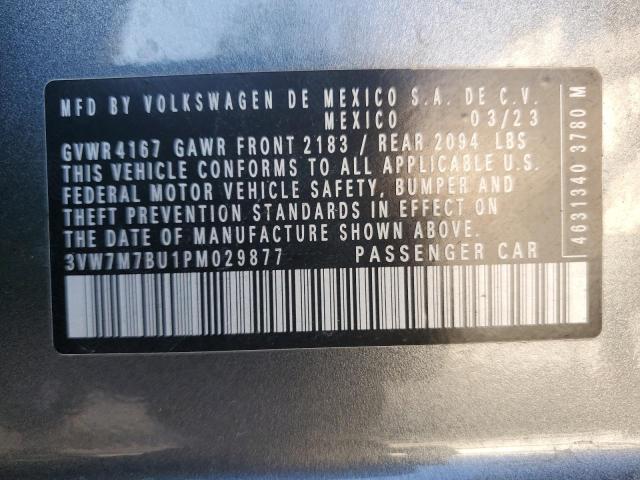 MFD BY VOLKSWAGEN DE MEXICO S.A. DE C.V.
MEXICO 03/23
GVWR 4167 GAWR FRONT 2183 / REAR 2094 LBS
THIS VEHICLE CONFORMS TO ALL APPLICABLE U.S.
FEDERAL MOTOR VEHICLE SAFETY, BUMPER AND
THEFT PREVENTION STANDARDS IN EFFECT ON
THE DATE OF MANUFACTURE SHOWN ABOVE.
3VW7M7BU1PM029877 PASSENGER CAR
4631340 3780 M